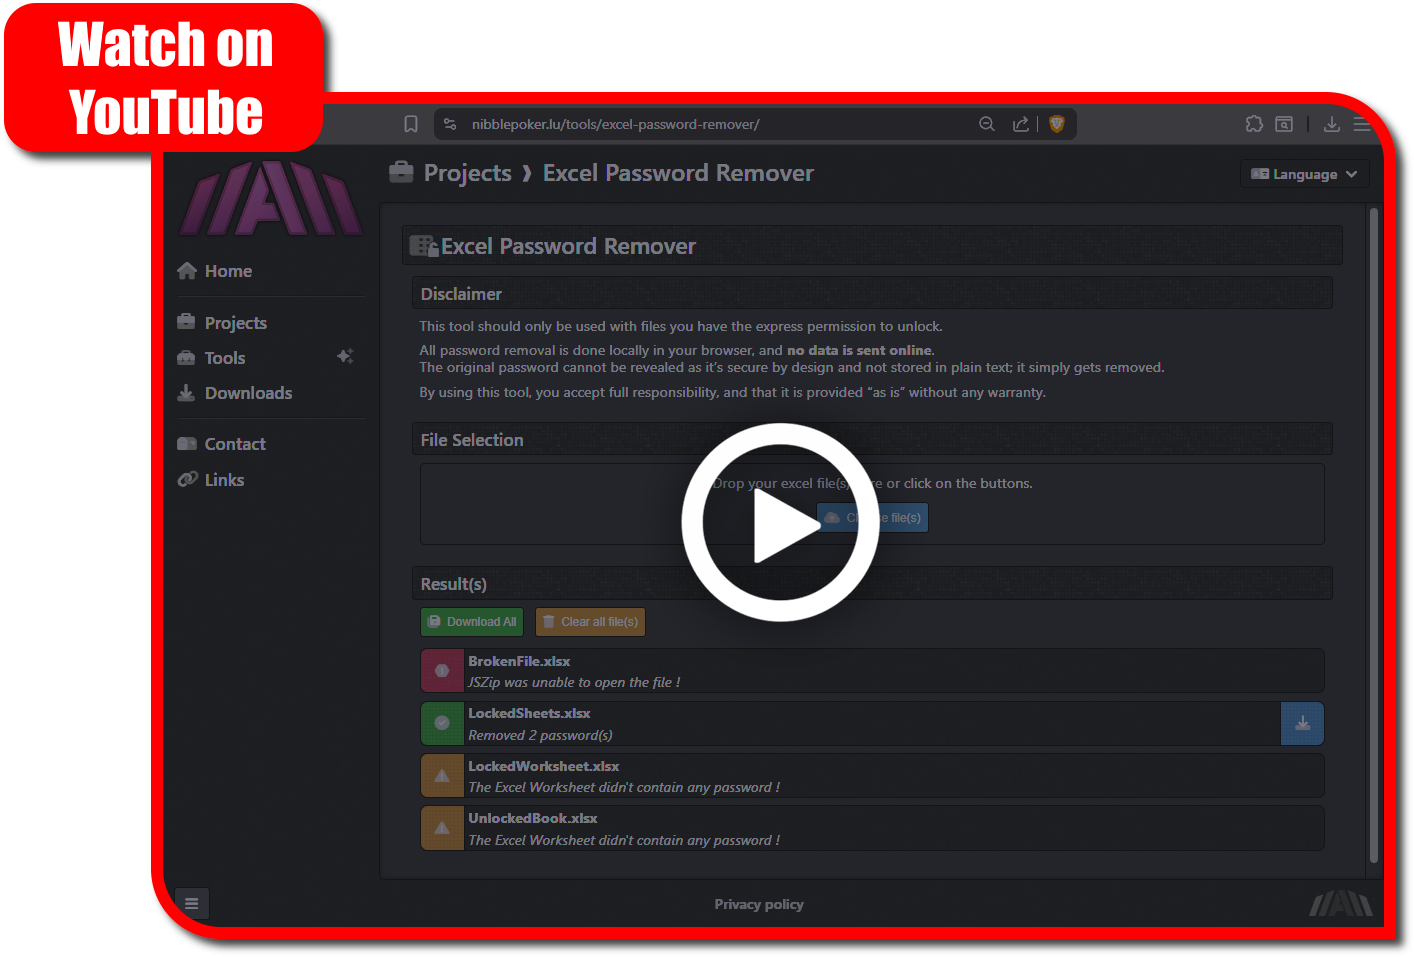 Watch on
YouTube
nibblepoker.lu/tools/excel-password-remover/
Projects ❱ Excel Password Remover
Language
Home
Projects
Tools
Downloads
Contact
Links
Excel Password Remover
Disclaimer
This tool should only be used with files you have the express permission to unlock.
All password removal is done locally in your browser, and no data is sent online.
The original password cannot be revealed as it's secure by design and not stored in plain text; it simply gets removed.
By using this tool, you accept full responsibility, and that it is provided “as is” without any warranty.
File Selection
Drop your excel file(s) re or click on the buttons.
C e file(s)
Result(s)
Download All
Clear all file(s)
BrokenFile.xlsx
JSZip was unable to open the file !
LockedSheets.xlsx
Removed 2 password(s)
LockedWorksheet.xlsx
The Excel Worksheet didn't contain any password !
UnlockedBook.xlsx
The Excel Worksheet didn't contain any password !
Privacy policy